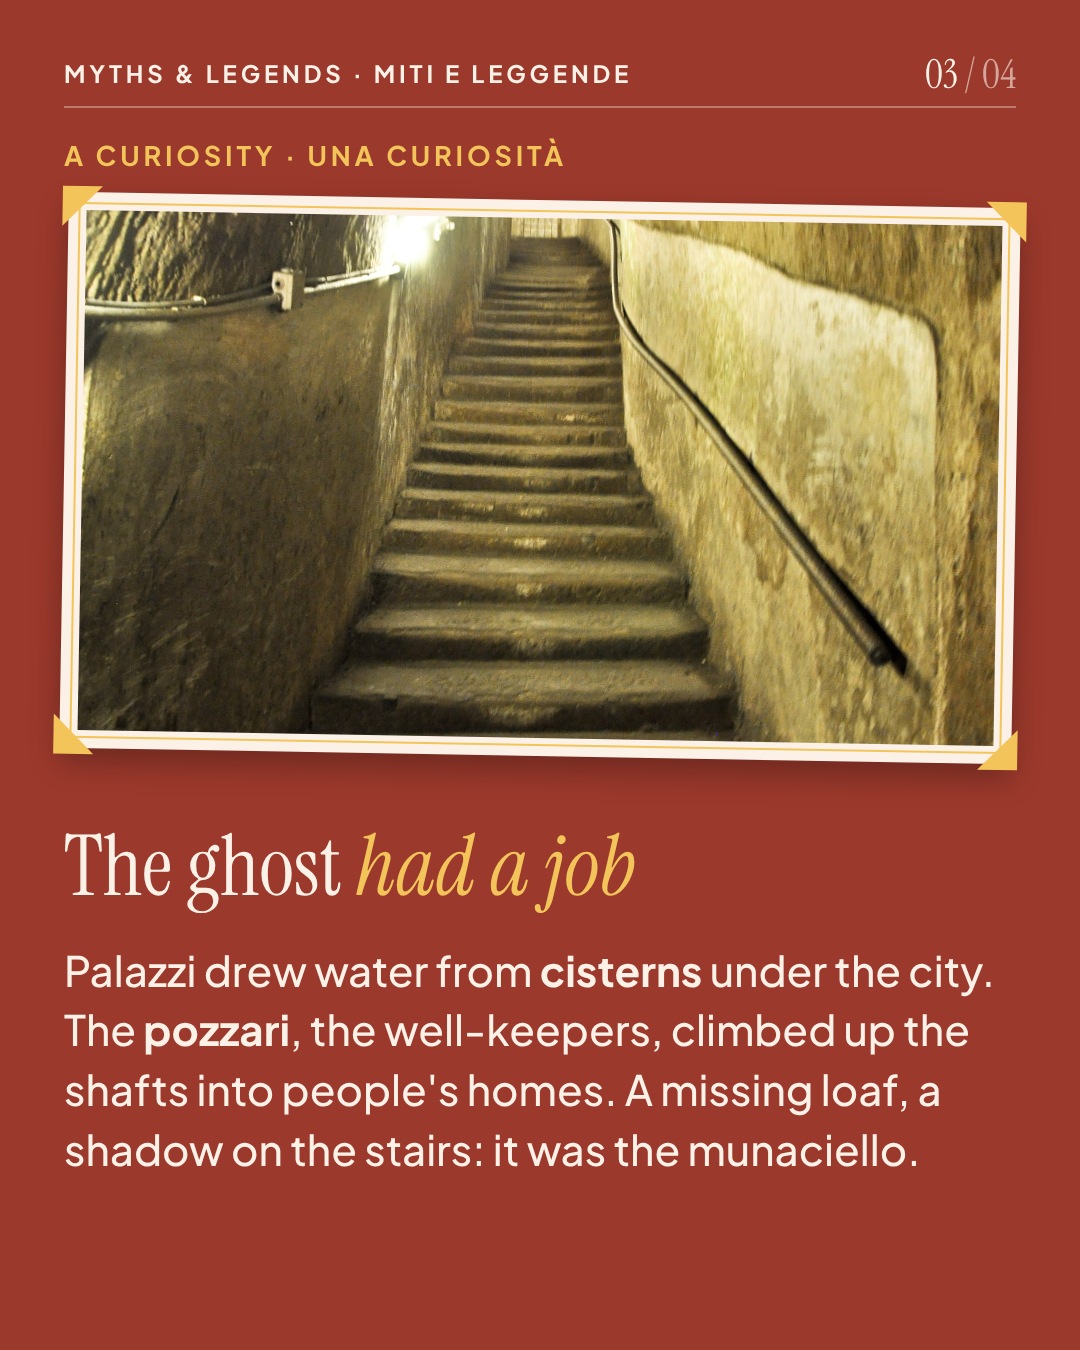 MYTHS & LEGENDS · MITI E LEGGENDE
03 / 04
A CURIOSITY · UNA CURIOSITÀ
The ghost had a job
Palazzi drew water from cisterns under the city.
The pozzari, the well-keepers, climbed up the
shafts into people's homes. A missing loaf, a
shadow on the stairs: it was the munaciello.